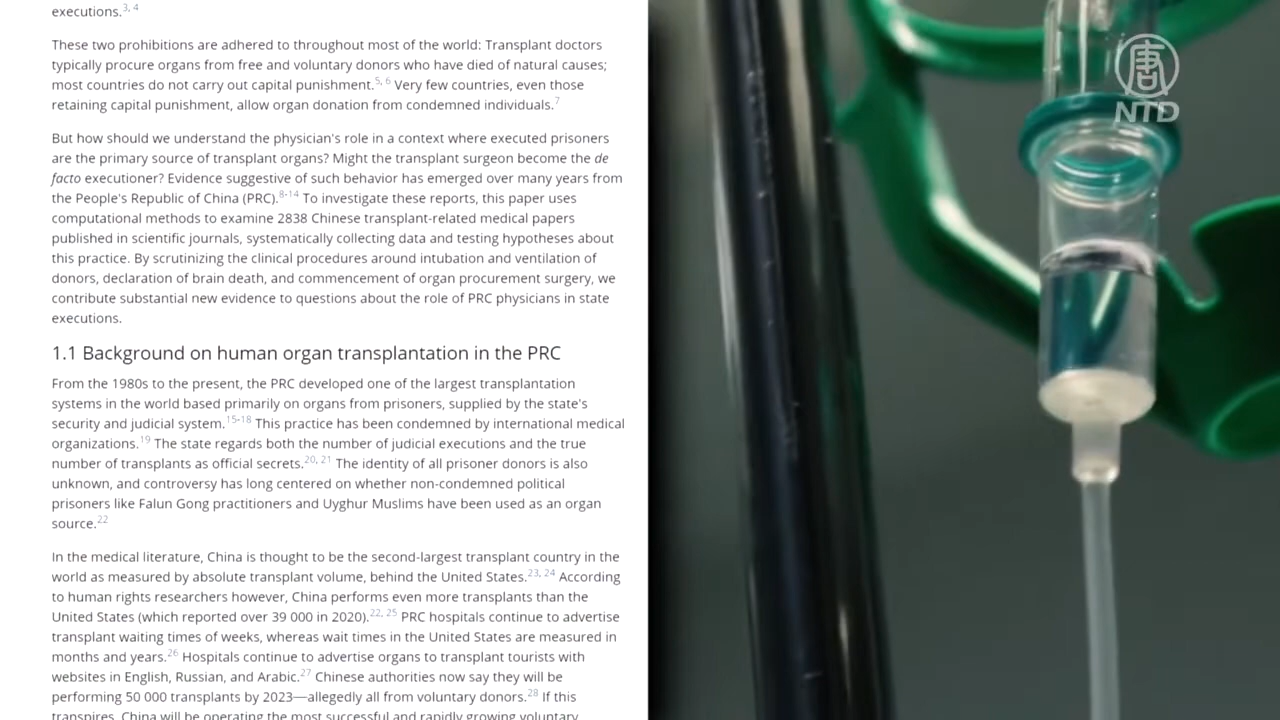 executions.3, 4
These two prohibitions are adhered to throughout most of the world: Transplant doctors
typically procure organs from free and voluntary donors who have died of natural causes;
most countries do not carry out capital punishment.5, 6 Very few countries, even those
retaining capital punishment, allow organ donation from condemned individuals.7
But how should we understand the physician's role in a context where executed prisoners
are the primary source of transplant organs? Might the transplant surgeon become the de
facto executioner? Evidence suggestive of such behavior has emerged over many years from
the People's Republic of China (PRC).8-14 To investigate these reports, this paper uses
computational methods to examine 2838 Chinese transplant-related medical papers
published in scientific journals, systematically collecting data and testing hypotheses about
this practice. By scrutinizing the clinical procedures around intubation and ventilation of
donors, declaration of brain death, and commencement of organ procurement surgery, we
contribute substantial new evidence to questions about the role of PRC physicians in state
executions.
1.1 Background on human organ transplantation in the PRC
From the 1980s to the present, the PRC developed one of the largest transplantation
systems in the world based primarily on organs from prisoners, supplied by the state's
security and judicial system.15-18 This practice has been condemned by international medical
organizations.19 The state regards both the number of judicial executions and the true
number of transplants as official secrets.20, 21 The identity of all prisoner donors is also
unknown, and controversy has long centered on whether non-condemned political
prisoners like Falun Gong practitioners and Uyghur Muslims have been used as an organ
source.22
In the medical literature, China is thought to be the second-largest transplant country in the
world as measured by absolute transplant volume, behind the United States.23, 24 According
to human rights researchers however, China performs even more transplants than the
United States (which reported over 39 000 in 2020).22, 25 PRC hospitals continue to advertise
transplant waiting times of weeks, whereas wait times in the United States are measured in
months and years.26 Hospitals continue to advertise organs to transplant tourists with
websites in English, Russian, and Arabic.27 Chinese authorities now say they will be
performing 50 000 transplants by 2023—allegedly all from voluntary donors.28 If this
transpires, China will be operating the most successful and rapidly growing voluntary
唐
NTD